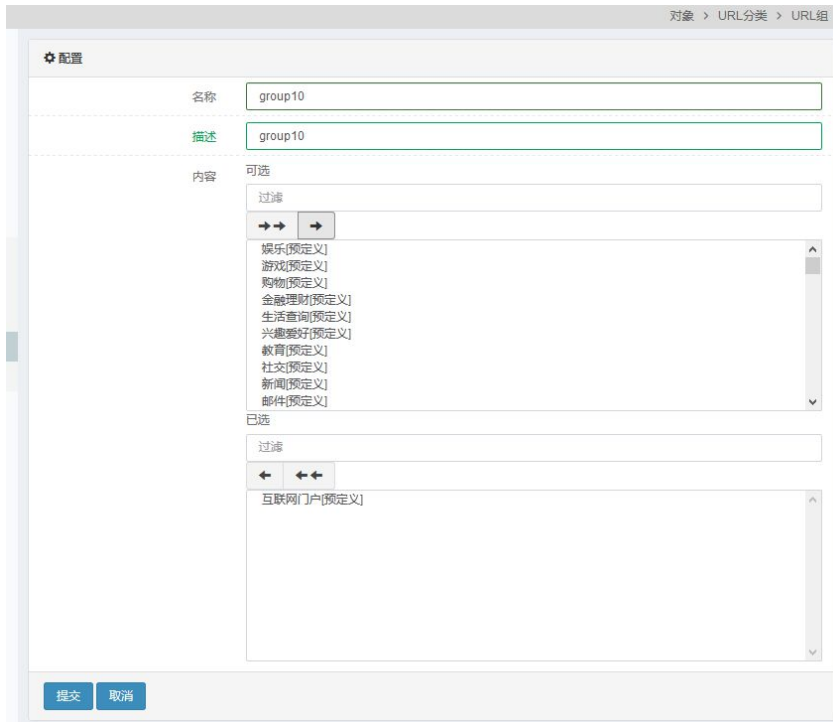 对象 > URL分类 > URL组
配置
名称 group10
描述 group10
内容 可选
过滤
娱乐[预定义]
游戏[预定义]
购物[预定义]
金融理财[预定义]
生活查询[预定义]
兴趣爱好[预定义]
教育[预定义]
社交[预定义]
新闻[预定义]
邮件[预定义]
已选
过滤
互联网门户[预定义]
提交 取消